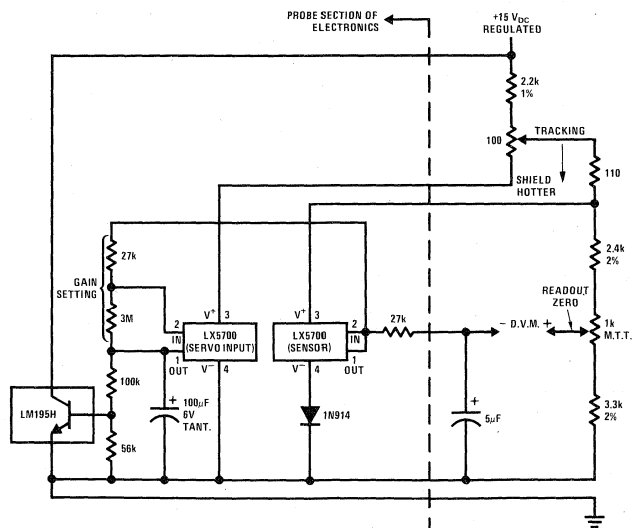 PROBE SECTION OF
ELECTRONICS
+15 VDC
REGULATED
2.2k
1%
100
TRACKING
SHIELD
HOTTER
110
27k
GAIN
SETTING
3M
V+ 3
2
IN
LX5700
(SERVO INPUT)
1
OUT
V− 4
V+ 3
LX5700
(SENSOR)
2
IN
1
OUT
V− 4
27k
− D.V.M. +
READOUT
ZERO
2.4k
2%
1k
M.T.T.
LM195H
100k
56k
+
100µF
6V
TANT.
1N914
+
5µF
3.3k
2%